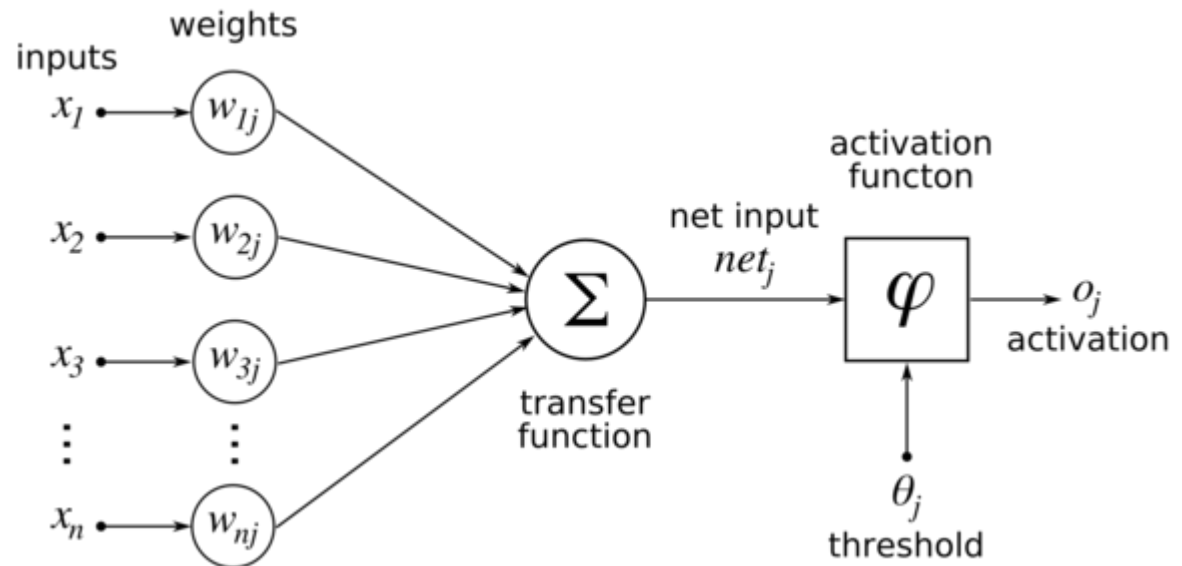 weights
inputs
x₁
w₁ⱼ
activation
functon
x₂
w₂ⱼ
net input
netⱼ
Σ
φ
oⱼ
activation
x₃
w₃ⱼ
transfer
function
⋮ ⋮
θⱼ
threshold
xₙ
wₙⱼ